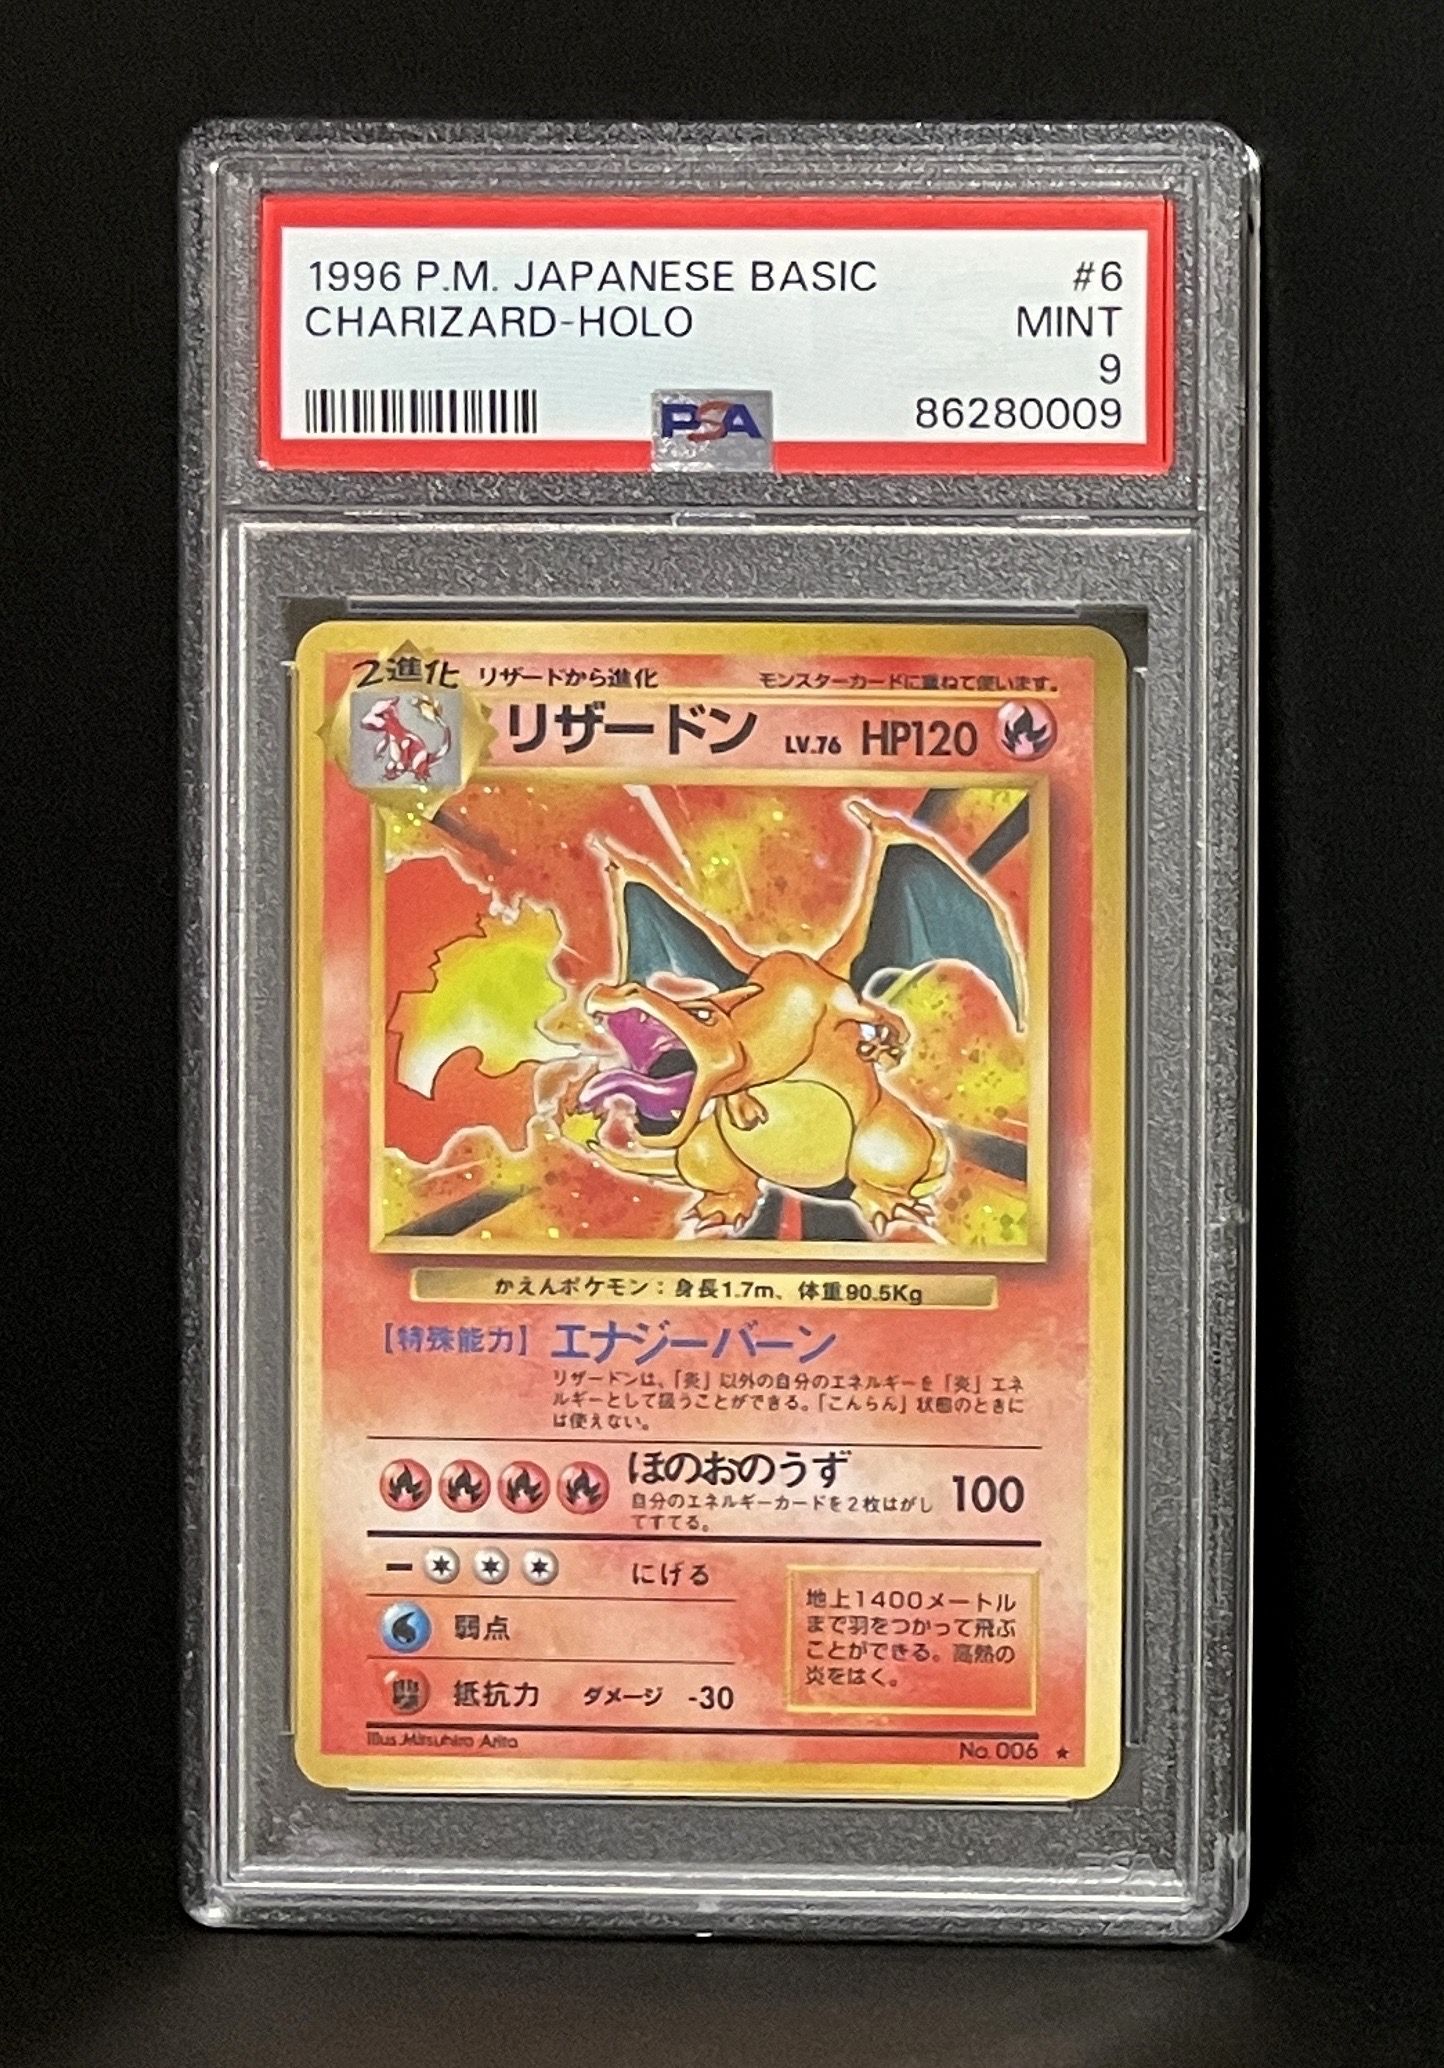 1996 P.M. JAPANESE BASIC #6
CHARIZARD-HOLO MINT
9
PSA 86280009
2進化 リザードから進化 モンスターカードに重ねて使います。
リザードン LV.76 HP120
かえんポケモン：身長1.7m、体重90.5Kg
【特殊能力】エナジーバーン
リザードンは、「炎」以外の自分のエネルギーを「炎」エネ
ルギーとして扱うことができる。「こんらん」状態のときに
は使えない。
ほのおのうず 100
自分のエネルギーカードを2枚はがし
てすてる。
にげる
弱点
抵抗力 ダメージ -30
地上1400メートル
まで羽をつかって飛ぶ
ことができる。高熱の
炎をはく。
Illus.Mitsuhiro Arita No.006 ★